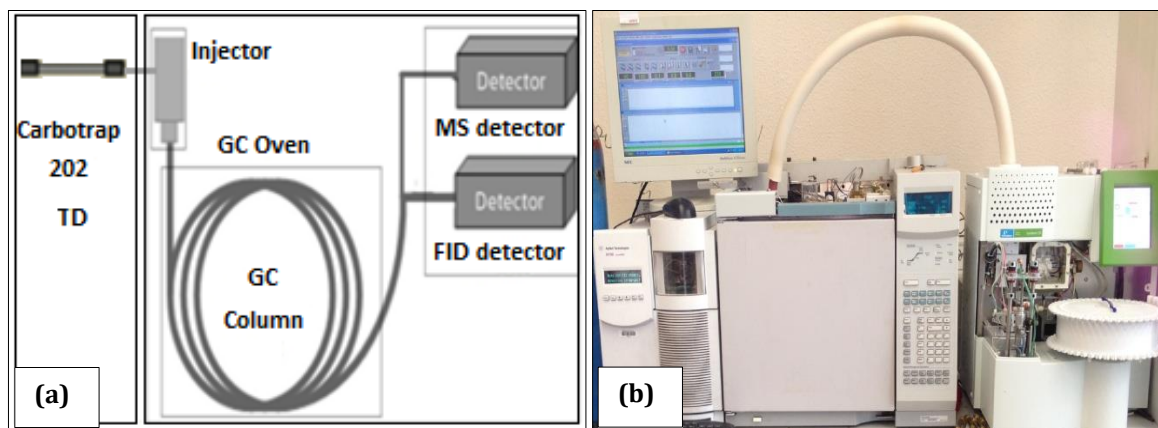 Carbotrap
202
TD
Injector
GC Oven
GC
Column
Detector
MS detector
Detector
FID detector
(a)
(b)